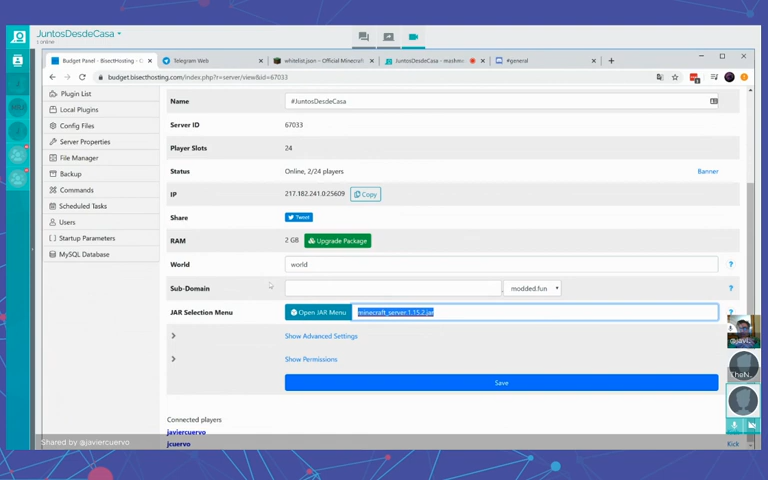 JuntosDesdeCasa
Budget Panel - BisectHosting - C
Telegram Web
whitelist.json – Official Minecraft
JuntosDesdeCasa - mashme
#general
budget.bisecthosting.com/index.php?r=server/view&id=67033
Plugin List
Local Plugins
Config Files
Server Properties
File Manager
Backup
Commands
Scheduled Tasks
Users
Startup Parameters
MySQL Database
Name
#JuntosDesdeCasa
Server ID
67033
Player Slots
24
Status
Online, 2/24 players
Banner
IP
217.182.241.0:25609
Copy
Share
Tweet
RAM
2 GB
Upgrade Package
World
world
?
Sub-Domain
.
modded.fun
?
JAR Selection Menu
Open JAR Menu
minecraft_server.1.15.2.jar
?
Show Advanced Settings
Show Permissions
Save
Connected players
javiercuervo
jcuervo
Kick
Shared by @javiercuervo
@javi
TheN...